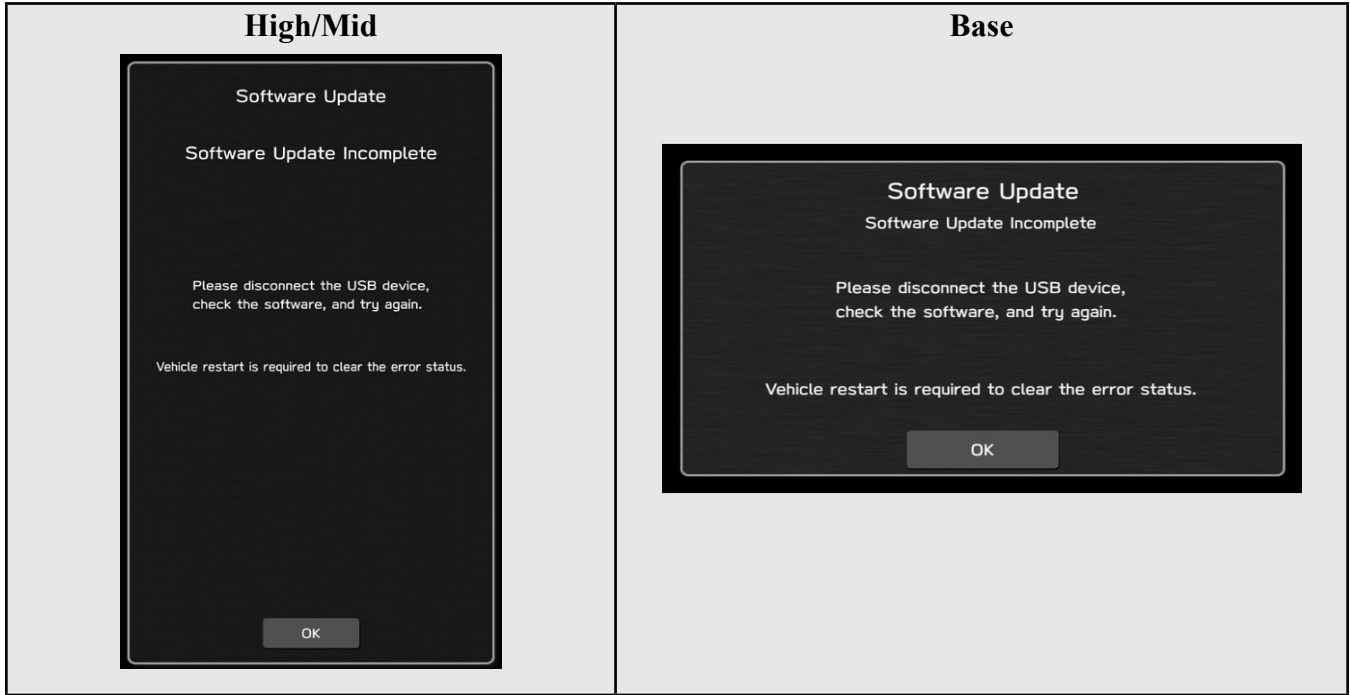 High/Mid
Software Update
Software Update Incomplete
Please disconnect the USB device,
check the software, and try again.
Vehicle restart is required to clear the error status.
OK
Base
Software Update
Software Update Incomplete
Please disconnect the USB device,
check the software, and try again.
Vehicle restart is required to clear the error status.
OK